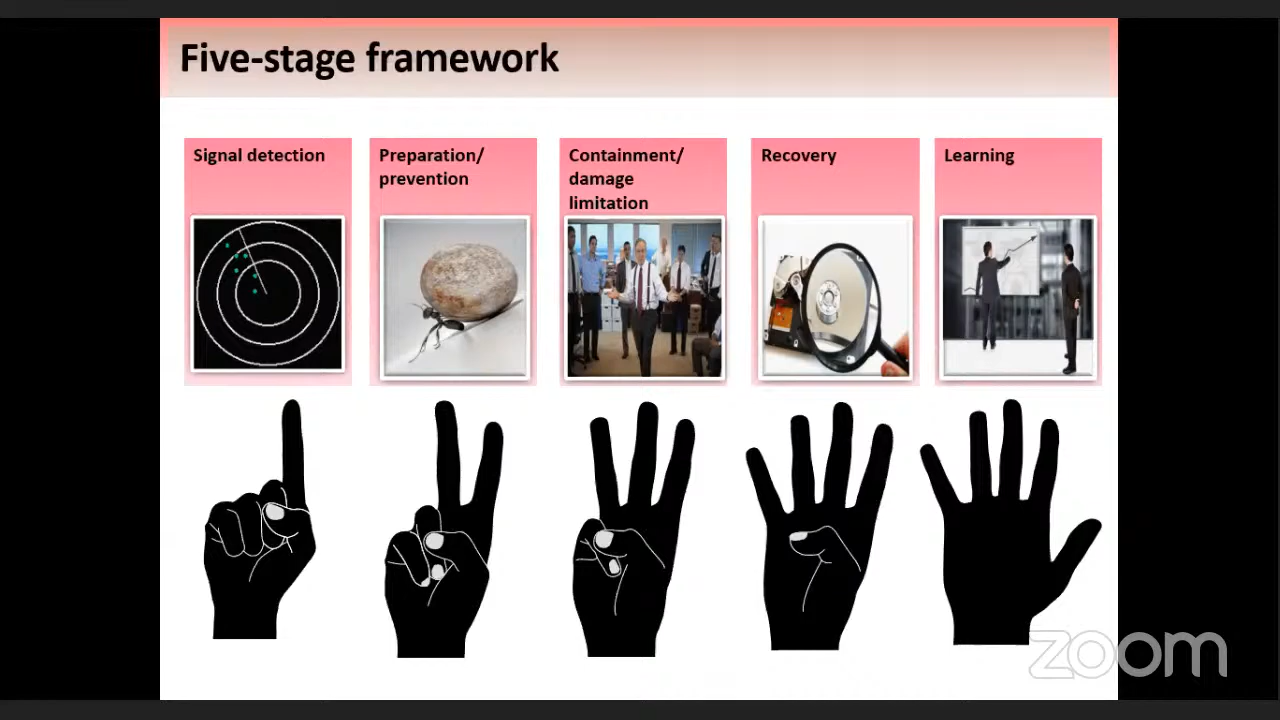 Five-stage framework
Signal detection
Preparation/
prevention
Containment/
damage
limitation
Recovery
Learning
zoom